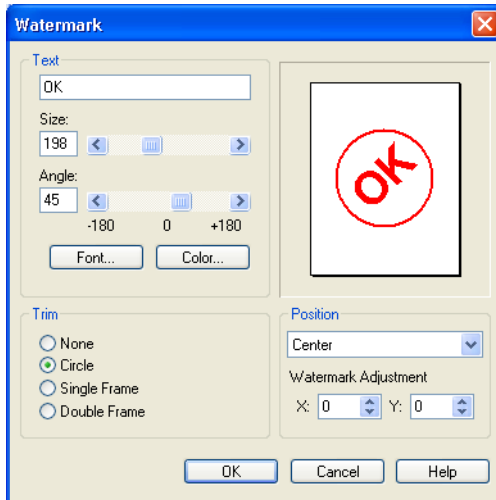 Watermark
Text
OK
Size:
198
Angle:
45
-180 0 +180
Font... Color...
OK
Trim
None
Circle
Single Frame
Double Frame
Position
Center
Watermark Adjustment
X: 0 Y: 0
OK Cancel Help